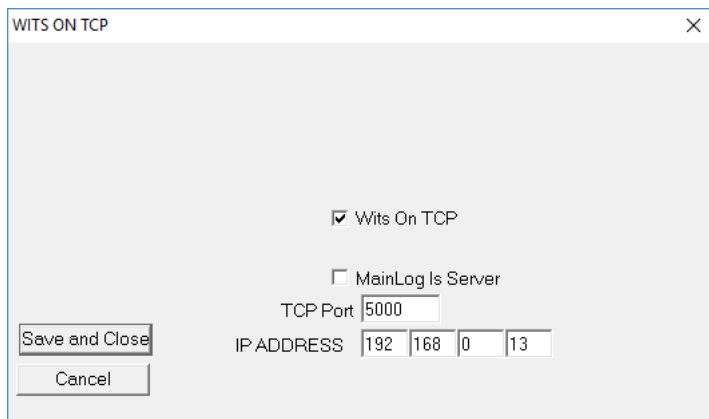 WITS ON TCP
Wits On TCP
MainLog Is Server
TCP Port 5000
Save and Close
IP ADDRESS 192 168 0 13
Cancel